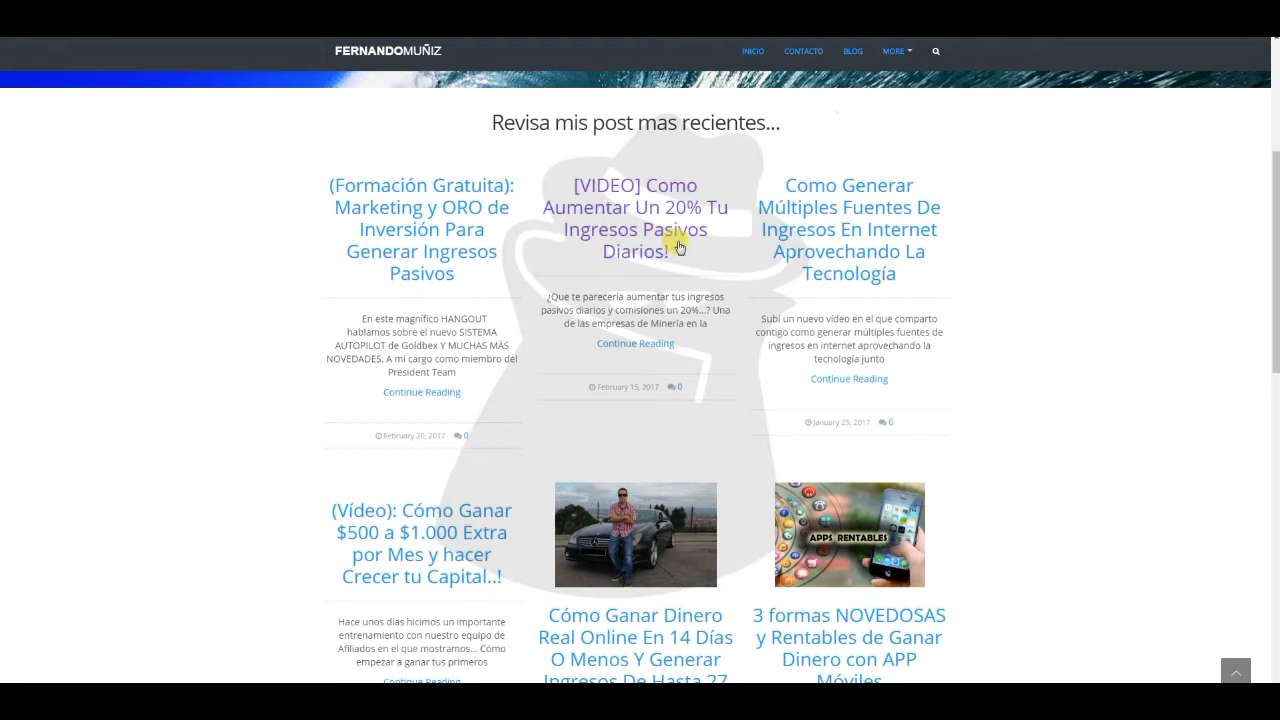 FERNANDOMUÑIZ
INICIO
CONTACTO
BLOG
MORE
Revisa mis post mas recientes...
(Formación Gratuita):
Marketing y ORO de
Inversión Para
Generar Ingresos
Pasivos
En este magnífico HANGOUT
hablamos sobre el nuevo SISTEMA
AUTOPILOT de Goldbex Y MUCHAS MÁS
NOVEDADES. A mi cargo como miembro del
President Team
Continue Reading
February 20, 2017
0
[VIDEO] Como
Aumentar Un 20% Tu
Ingresos Pasivos
Diarios!
¿Que te parecería aumentar tus ingresos
pasivos diarios y comisiones un 20%...? Una
de las empresas de Minería en la
Continue Reading
February 15, 2017
0
Como Generar
Múltiples Fuentes De
Ingresos En Internet
Aprovechando La
Tecnología
Subí un nuevo vídeo en el que comparto
contigo como generar múltiples fuentes de
ingresos en internet aprovechando la
tecnología junto
Continue Reading
January 25, 2017
0
(Vídeo): Cómo Ganar
$500 a $1.000 Extra
por Mes y hacer
Crecer tu Capital..!
Hace unos días hicimos un importante
entrenamiento con nuestro equipo de
Afiliados en el que mostramos... Cómo
empezar a ganar tus primeros
Continue Reading
Cómo Ganar Dinero
Real Online En 14 Días
O Menos Y Generar
Ingresos De Hasta 27
APPS RENTABLES
3 formas NOVEDOSAS
y Rentables de Ganar
Dinero con APP
Móviles